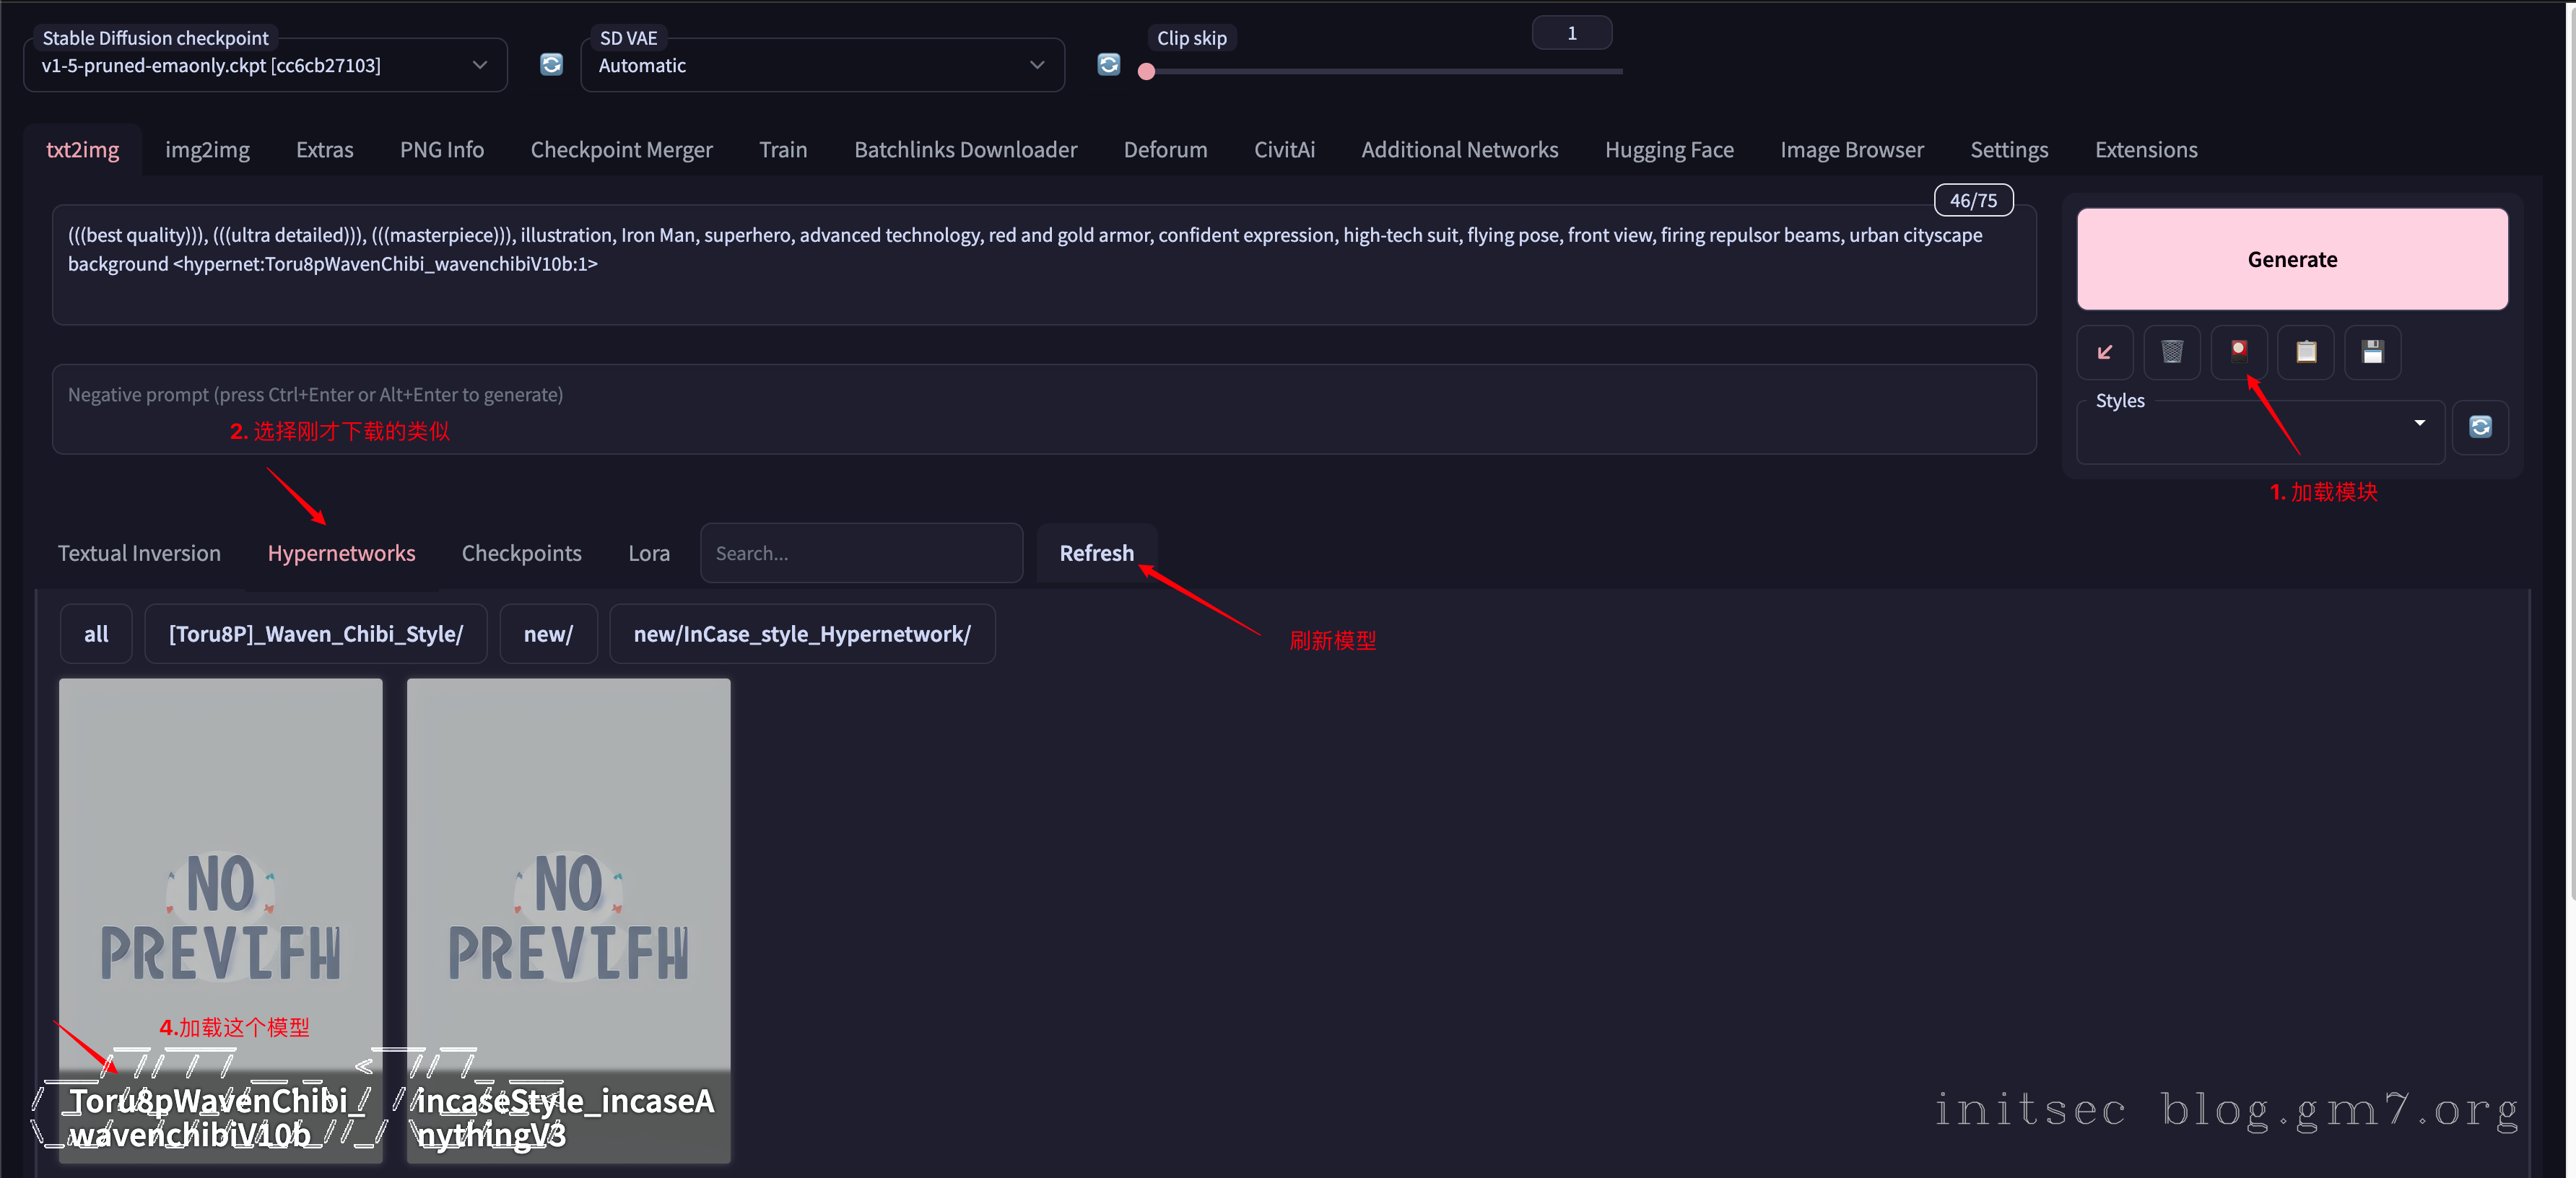 Stable Diffusion checkpoint
v1-5-pruned-emaonly.ckpt [cc6cb27103]
SD VAE
Automatic
Clip skip
1
txt2img
img2img
Extras
PNG Info
Checkpoint Merger
Train
Batchlinks Downloader
Deforum
CivitAi
Additional Networks
Hugging Face
Image Browser
Settings
Extensions
46/75
(((best quality))), (((ultra detailed))), (((masterpiece))), illustration, Iron Man, superhero, advanced technology, red and gold armor, confident expression, high-tech suit, flying pose, front view, firing repulsor beams, urban cityscape
background <hypernet:Toru8pWavenChibi_wavenchibiV10b:1>
Generate
Negative prompt (press Ctrl+Enter or Alt+Enter to generate)
Styles
2. 选择刚才下载的类似
1. 加载模块
Textual Inversion
Hypernetworks
Checkpoints
Lora
Search...
Refresh
刷新模型
all
[Toru8P]_Waven_Chibi_Style/
new/
new/InCase_style_Hypernetwork/
NO
PREVIEW
NO
PREVIEW
4.加载这个模型
Toru8pWavenChibi_
wavenchibiV10b
incaseStyle_incaseA
nythingV3
initsec blog.gm7.org